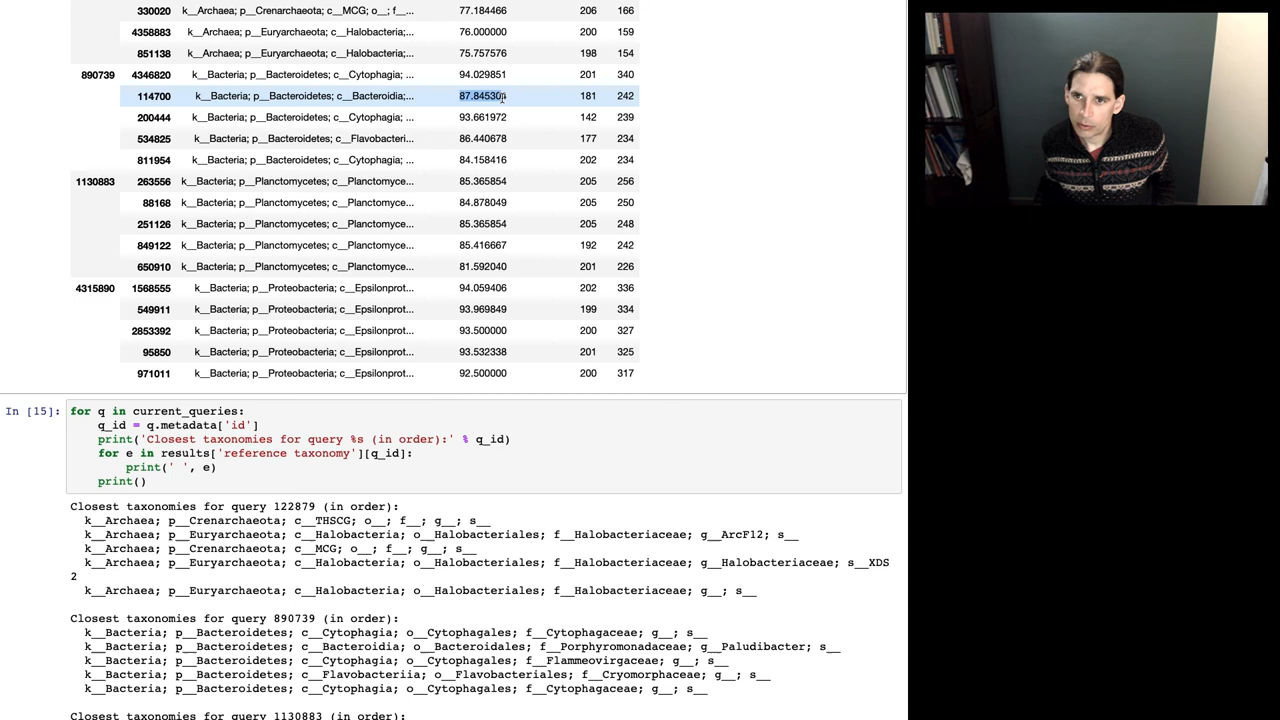 330020 k__Archaea; p__Crenarchaeota; c__MCG; o__; f__... 77.184466 206 166
4358883 k__Archaea; p__Euryarchaeota; c__Halobacteria;... 76.000000 200 159
851138 k__Archaea; p__Euryarchaeota; c__Halobacteria;... 75.757576 198 154
890739 4346820 k__Bacteria; p__Bacteroidetes; c__Cytophagia; ... 94.029851 201 340
114700 k__Bacteria; p__Bacteroidetes; c__Bacteroidia;... 181 242
200444 k__Bacteria; p__Bacteroidetes; c__Cytophagia; ... 93.661972 142 239
534825 k__Bacteria; p__Bacteroidetes; c__Flavobacteri... 86.440678 177 234
811954 k__Bacteria; p__Bacteroidetes; c__Cytophagia; ... 84.158416 202 234
1130883 263556 k__Bacteria; p__Planctomycetes; c__Planctomyce... 85.365854 205 256
88168 k__Bacteria; p__Planctomycetes; c__Planctomyce... 84.878049 205 250
251126 k__Bacteria; p__Planctomycetes; c__Planctomyce... 85.365854 205 248
849122 k__Bacteria; p__Planctomycetes; c__Planctomyce... 85.416667 192 242
650910 k__Bacteria; p__Planctomycetes; c__Planctomyce... 81.592040 201 226
4315890 1568555 k__Bacteria; p__Proteobacteria; c__Epsilonprot... 94.059406 202 336
549911 k__Bacteria; p__Proteobacteria; c__Epsilonprot... 93.969849 199 334
2853392 k__Bacteria; p__Proteobacteria; c__Epsilonprot... 93.500000 200 327
95850 k__Bacteria; p__Proteobacteria; c__Epsilonprot... 93.532338 201 325
971011 k__Bacteria; p__Proteobacteria; c__Epsilonprot... 92.500000 200 317
In [15]: for q in current_queries:
q_id = q.metadata['id']
print('Closest taxonomies for query %s (in order):' % q_id)
for e in results['reference taxonomy'][q_id]:
print(' ', e)
print()
Closest taxonomies for query 122879 (in order):
k__Archaea; p__Crenarchaeota; c__THSCG; o__; f__; g__; s__
k__Archaea; p__Euryarchaeota; c__Halobacteria; o__Halobacteriales; f__Halobacteriaceae; g__ArcF12; s__
k__Archaea; p__Crenarchaeota; c__MCG; o__; f__; g__; s__
k__Archaea; p__Euryarchaeota; c__Halobacteria; o__Halobacteriales; f__Halobacteriaceae; g__Halobacteriaceae; s__XDS
2
k__Archaea; p__Euryarchaeota; c__Halobacteria; o__Halobacteriales; f__Halobacteriaceae; g__; s__
Closest taxonomies for query 890739 (in order):
k__Bacteria; p__Bacteroidetes; c__Cytophagia; o__Cytophagales; f__Cytophagaceae; g__; s__
k__Bacteria; p__Bacteroidetes; c__Bacteroidia; o__Bacteroidales; f__Porphyromonadaceae; g__Paludibacter; s__
k__Bacteria; p__Bacteroidetes; c__Cytophagia; o__Cytophagales; f__Flammeovirgaceae; g__; s__
k__Bacteria; p__Bacteroidetes; c__Flavobacteriia; o__Flavobacteriales; f__Cryomorphaceae; g__; s__
k__Bacteria; p__Bacteroidetes; c__Cytophagia; o__Cytophagales; f__Cytophagaceae; g__; s__
Closest taxonomies for query 1130883 (in order):